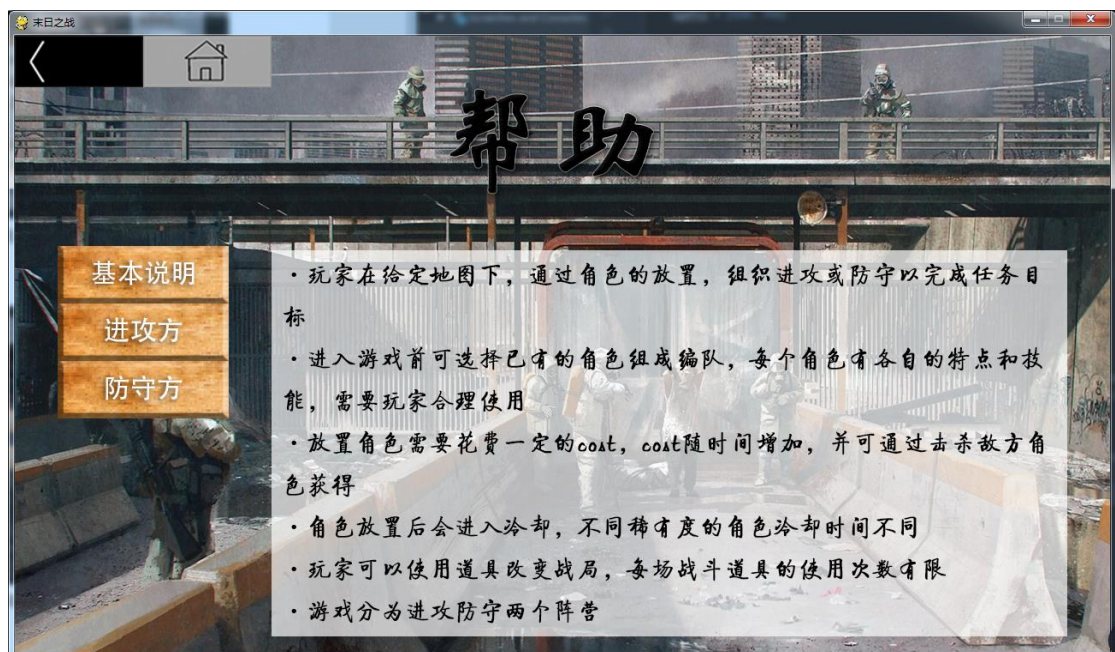 末日之战
帮助
基本说明
进攻方
防守方
·玩家在给定地图下，通过角色的放置，组织进攻或防守以完成任务目
标
·进入游戏前可选择已有的角色组成编队，每个角色有各自的特点和技
能，需要玩家合理使用
·放置角色需要花费一定的cost，cost随时间增加，并可通过击杀敌方角
色获得
·角色放置后会进入冷却，不同稀有度的角色冷却时间不同
·玩家可以使用道具改变战局，每场战斗道具的使用次数有限
·游戏分为进攻防守两个阵营